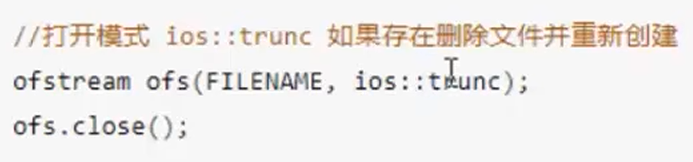 //打开模式 ios::trunc 如果存在删除文件并重新创建
ofstream ofs(FILENAME, ios::trunc);
ofs.close();